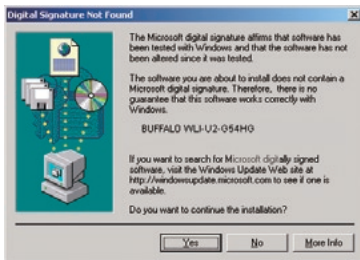 Digital Signature Not Found
The Microsoft digital signature affirms that software has
been tested with Windows and that the software has not
been altered since it was tested.
The software you are about to install does not contain a
Microsoft digital signature. Therefore, there is no
guarantee that this software works correctly with
Windows.
BUFFALO WLI-U2-G54HG
If you want to search for Microsoft digitally signed
software, visit the Windows Update Web site at
http://windowsupdate.microsoft.com to see if one is
available.
Do you want to continue the installation?
Yes No More Info